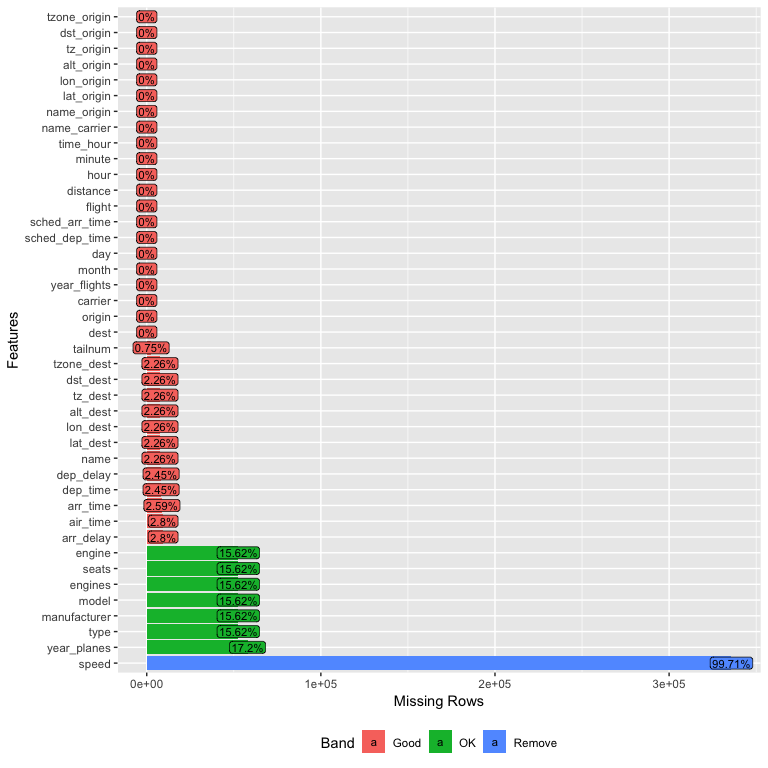 tzone_origin 0%
dst_origin 0%
tz_origin 0%
alt_origin 0%
lon_origin 0%
lat_origin 0%
name_origin 0%
name_carrier 0%
time_hour 0%
minute 0%
hour 0%
distance 0%
flight 0%
sched_arr_time 0%
sched_dep_time 0%
day 0%
month 0%
year_flights 0%
carrier 0%
origin 0%
dest 0%
tailnum 0.75%
tzone_dest 2.26%
dst_dest 2.26%
tz_dest 2.26%
alt_dest 2.26%
lon_dest 2.26%
lat_dest 2.26%
name 2.26%
dep_delay 2.45%
dep_time 2.45%
arr_time 2.59%
air_time 2.8%
arr_delay 2.8%
engine 15.62%
seats 15.62%
engines 15.62%
model 15.62%
manufacturer 15.62%
type 15.62%
year_planes 17.2%
speed 99.71%
Features
0e+00 1e+05 2e+05 3e+05
Missing Rows
Band a Good a OK a Remove